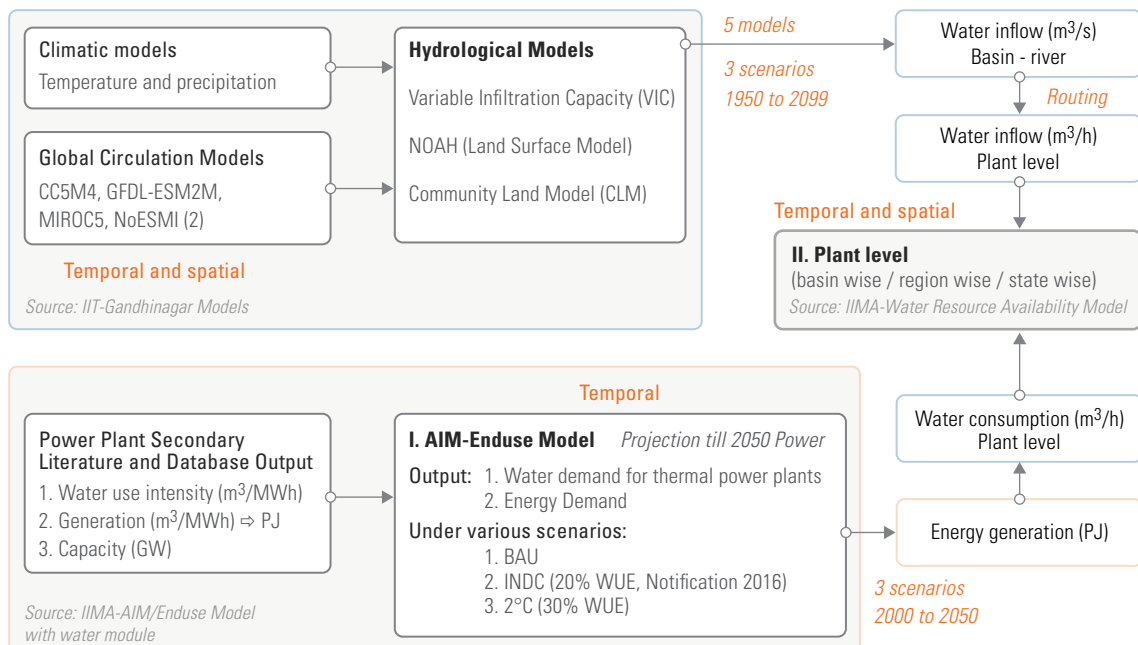 Climatic models
Temperature and precipitation
Global Circulation Models
CC5M4, GFDL-ESM2M,
MIROC5, NoESMI (2)
Temporal and spatial
Source: IIT-Gandhinagar Models
Hydrological Models
Variable Infiltration Capacity (VIC)
NOAH (Land Surface Model)
Community Land Model (CLM)
5 models
3 scenarios
1950 to 2099
Water inflow (m³/s)
Basin - river
Routing
Water inflow (m³/h)
Plant level
Temporal and spatial
II. Plant level
(basin wise / region wise / state wise)
Source: IIMA-Water Resource Availability Model
Temporal
Power Plant Secondary
Literature and Database Output
1. Water use intensity (m³/MWh)
2. Generation (m³/MWh) ⇨ PJ
3. Capacity (GW)
Source: IIMA-AIM/Enduse Model
with water module
I. AIM-Enduse Model Projection till 2050 Power
Output: 1. Water demand for thermal power plants
2. Energy Demand
Under various scenarios:
1. BAU
2. INDC (20% WUE, Notification 2016)
3. 2°C (30% WUE)
Water consumption (m³/h)
Plant level
Energy generation (PJ)
3 scenarios
2000 to 2050